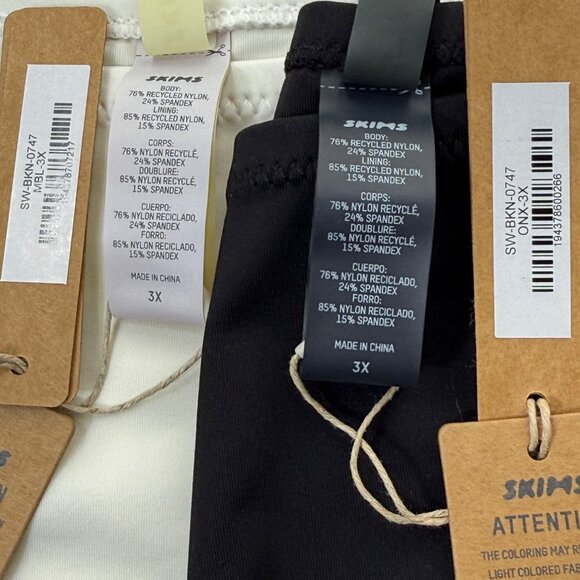 SW-BKN-0747
MBL-3X
SKIMS
BODY:
76% RECYCLED NYLON,
24% SPANDEX
LINING:
85% RECYCLED NYLON,
15% SPANDEX
CORPS:
76% NYLON RECYCLÉ,
24% SPANDEX
DOUBLURE:
85% NYLON RECYCLÉ,
15% SPANDEX
CUERPO:
76% NYLON RECICLADO,
24% SPANDEX
FORRO:
85% NYLON RECICLADO,
15% SPANDEX
MADE IN CHINA
3X
SKIMS
BODY:
76% RECYCLED NYLON,
24% SPANDEX
LINING:
85% RECYCLED NYLON,
15% SPANDEX
CORPS:
76% NYLON RECYCLÉ,
24% SPANDEX
DOUBLURE:
85% NYLON RECYCLÉ,
15% SPANDEX
CUERPO:
76% NYLON RECICLADO,
24% SPANDEX
FORRO:
85% NYLON RECICLADO,
15% SPANDEX
MADE IN CHINA
3X
SW-BKN-0747
ONX-3X
194378600266
SKIMS
ATTENTI
THE COLORING MAY
LIGHT COLORED FAB